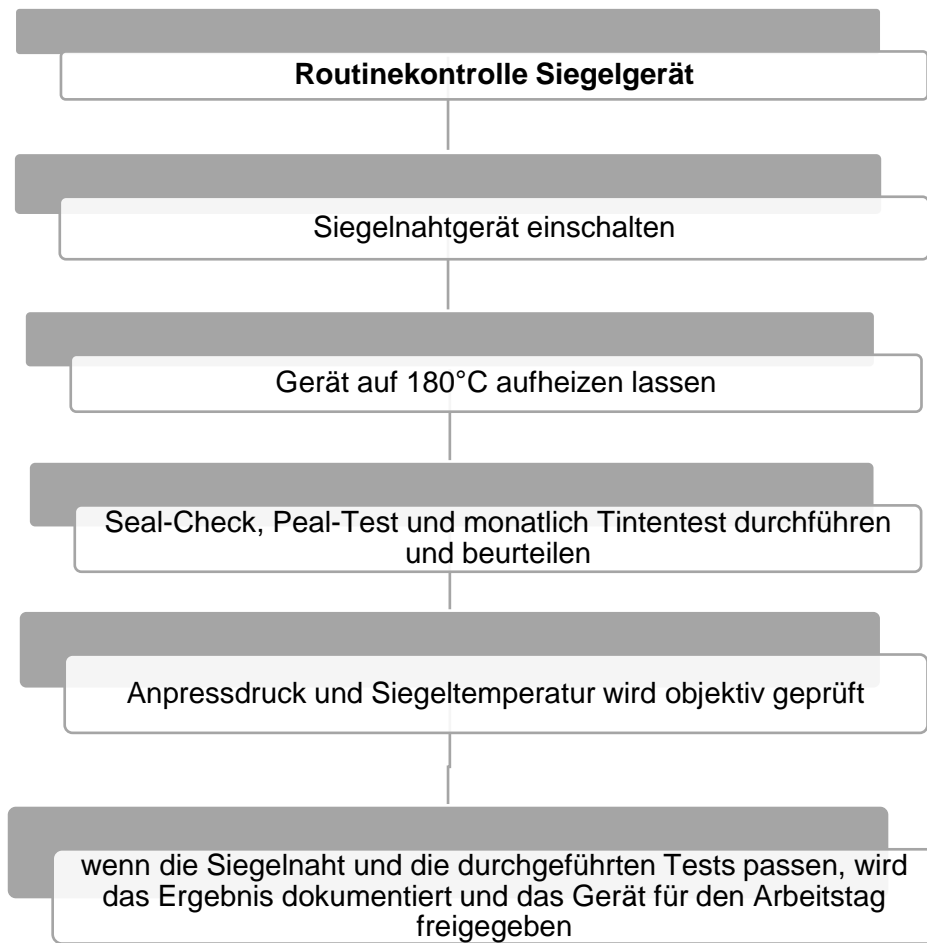 Routinekontrolle Siegelgerät
Siegelnahtgerät einschalten
Gerät auf 180°C aufheizen lassen
Seal-Check, Peal-Test und monatlich Tintentest durchführen
und beurteilen
Anpressdruck und Siegeltemperatur wird objektiv geprüft
wenn die Siegelnaht und die durchgeführten Tests passen, wird
das Ergebnis dokumentiert und das Gerät für den Arbeitstag
freigegeben